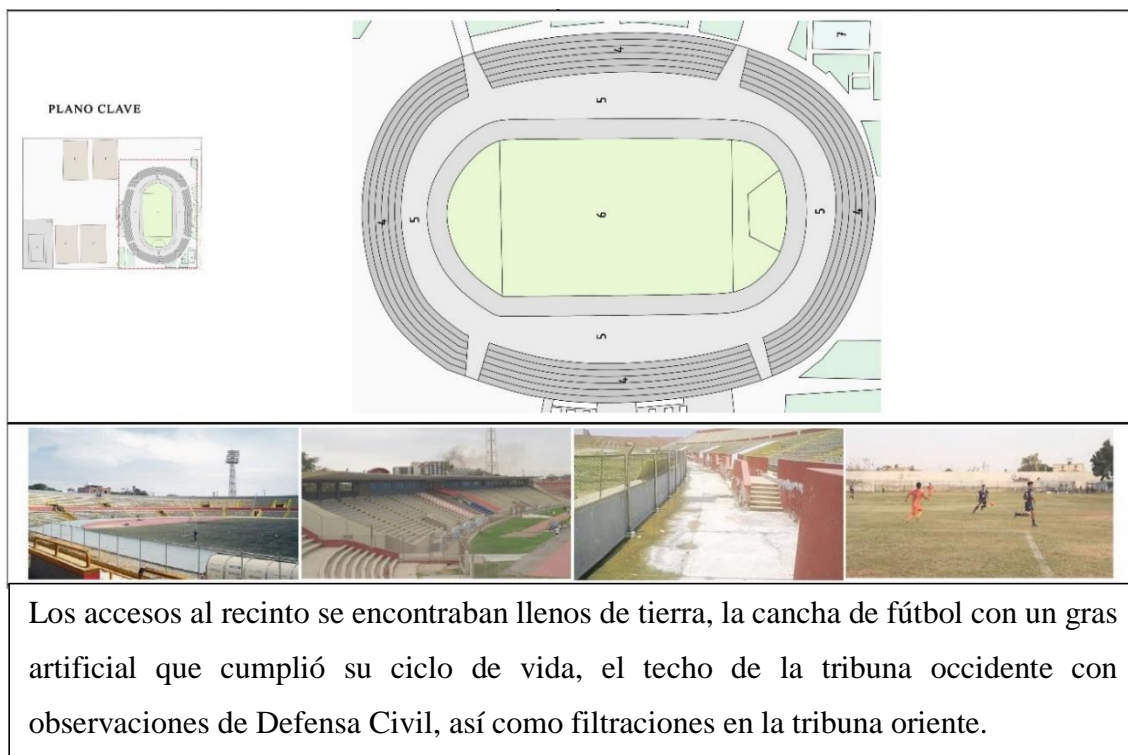 PLANO CLAVE
4
7
5
4
5
6
5
4
5
4
Los accesos al recinto se encontraban llenos de tierra, la cancha de fútbol con un gras
artificial que cumplió su ciclo de vida, el techo de la tribuna occidente con
observaciones de Defensa Civil, así como filtraciones en la tribuna oriente.